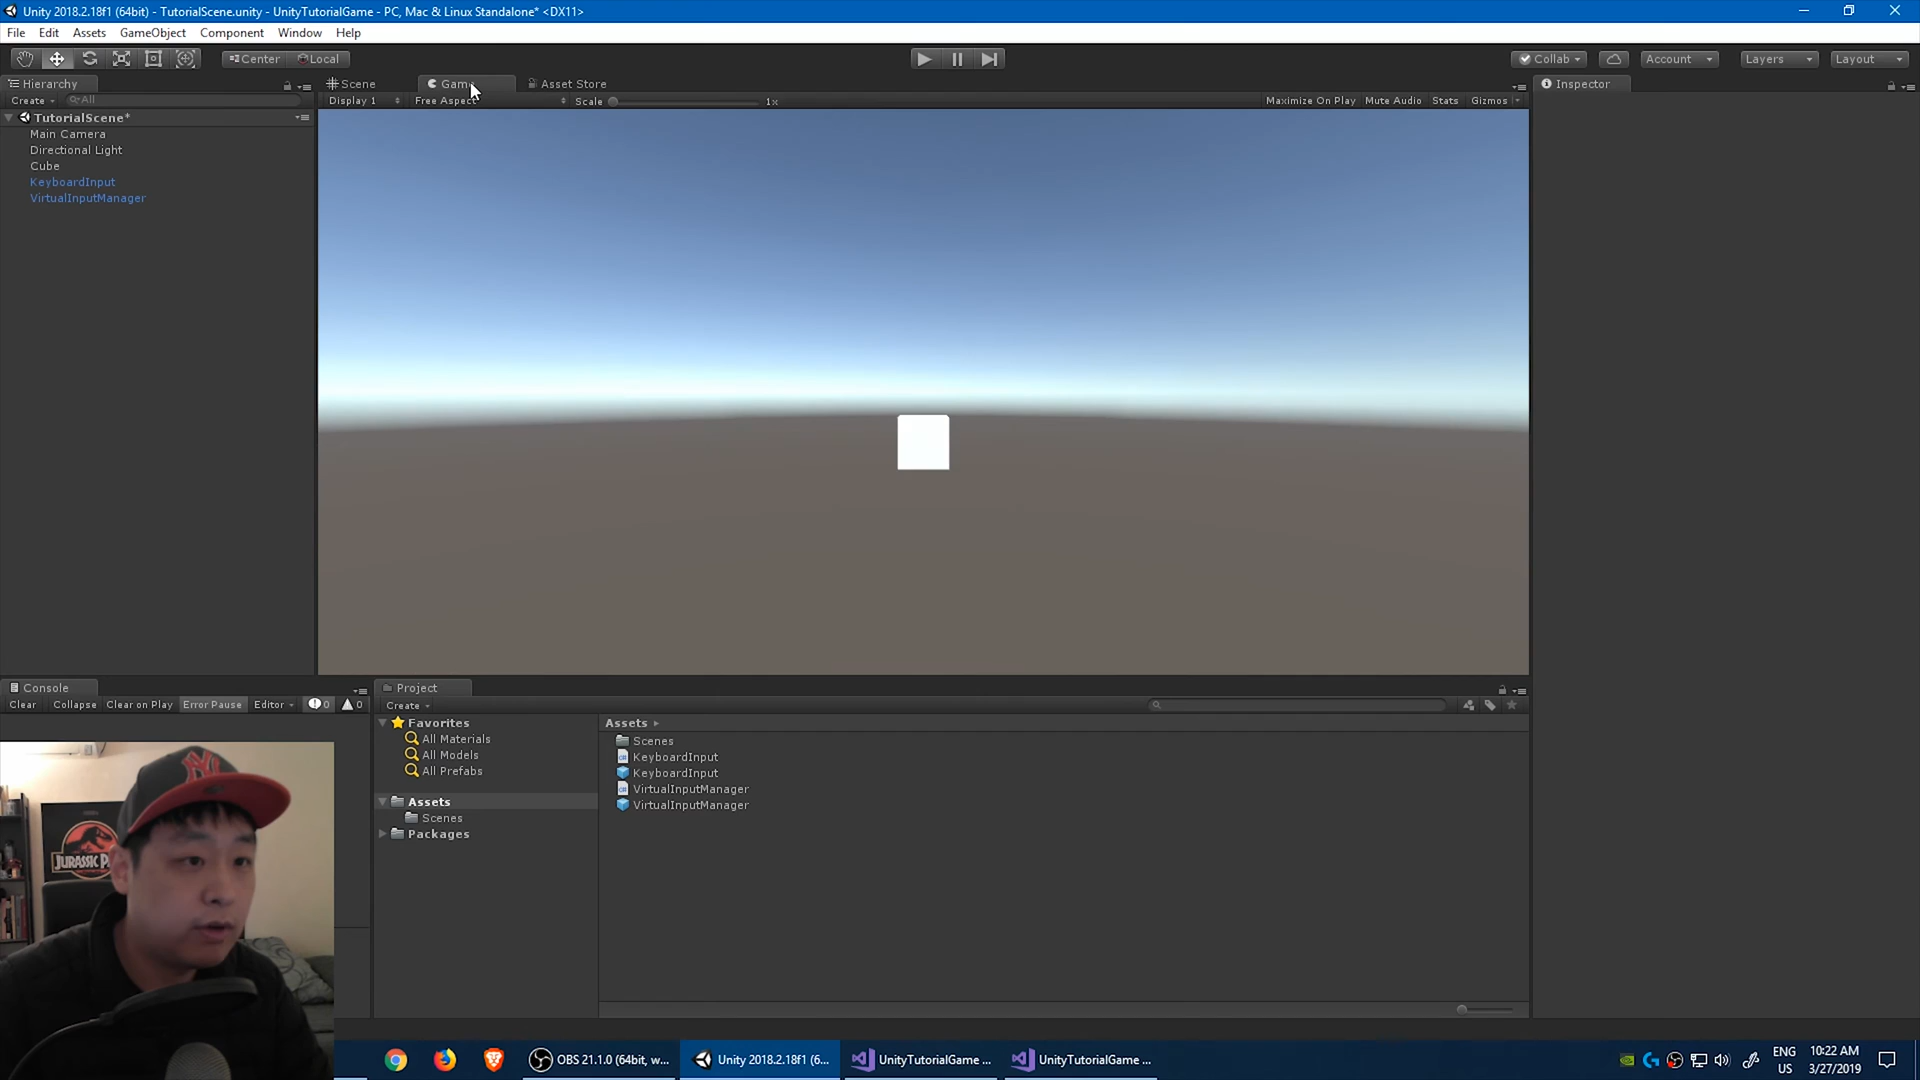 Unity 2018.2.18f1 (64bit) - TutorialScene.unity - UnityTutorialGame - PC, Mac & Linux Standalone* <DX11>
File Edit Assets GameObject Component Window Help
Center Local Collab Account Layers Layout
Hierarchy Scene Game Asset Store Inspector
Create All Display 1 Free Aspect Scale 1x Maximize On Play Mute Audio Stats Gizmos
TutorialScene*
Main Camera
Directional Light
Cube
KeyboardInput
VirtualInputManager
Console Project
Clear Collapse Clear on Play Error Pause Editor 0 0 Create
Favorites
All Materials
All Models
All Prefabs
Assets
Scenes
Packages
Assets
Scenes
KeyboardInput
KeyboardInput
VirtualInputManager
VirtualInputManager
JURASSIC
OBS 21.1.0 (64bit, w... Unity 2018.2.18f1 (6... UnityTutorialGame ... UnityTutorialGame ...
ENG 10:22 AM
US 3/27/2019